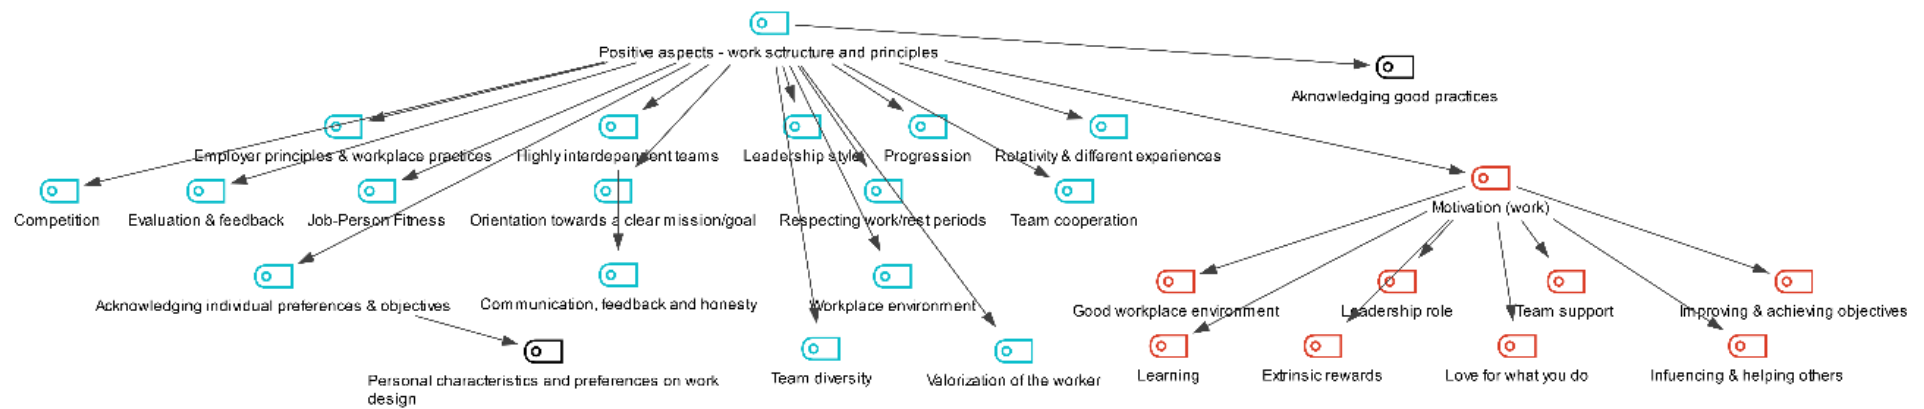 Positive aspects - work sctructure and principles
Aknowledging good practices
Employer principles & workplace practices
Highly interdependent teams
Leadership style
Progression
Rotativity & different experiences
Motivation (work)
Competition
Evaluation & feedback
Job-Person Fitness
Orientation towards a clear mission/goal
Respecting work/rest periods
Team cooperation
Acknowledging individual preferences & objectives
Communication, feedback and honesty
Workplace environment
Good workplace environment
Leadership role
Team support
Improving & achieving objectives
Personal characteristics and preferences on work
design
Team diversity
Valorization of the worker
Learning
Extrinsic rewards
Love for what you do
Infuencing & helping others